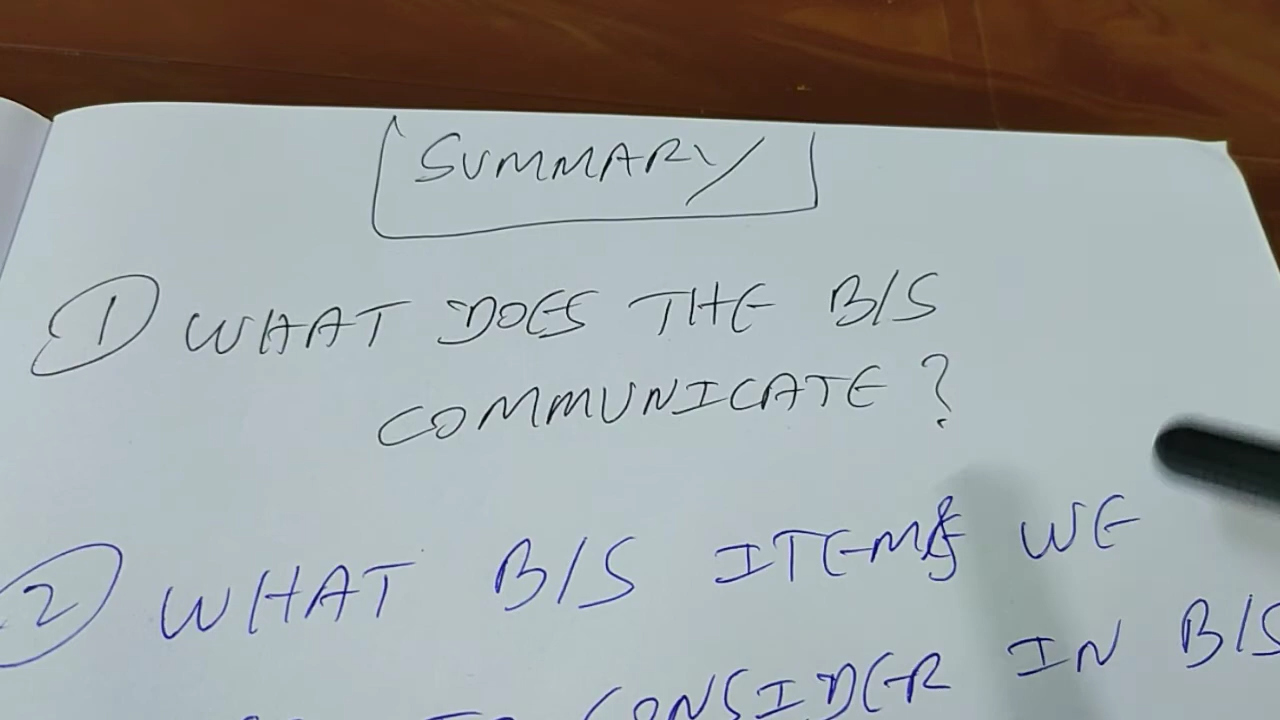 SUMMARY
① WHAT DOES THE B/S
COMMUNICATE?
② WHAT B/S ITEMS WE
CONSIDER IN B/S